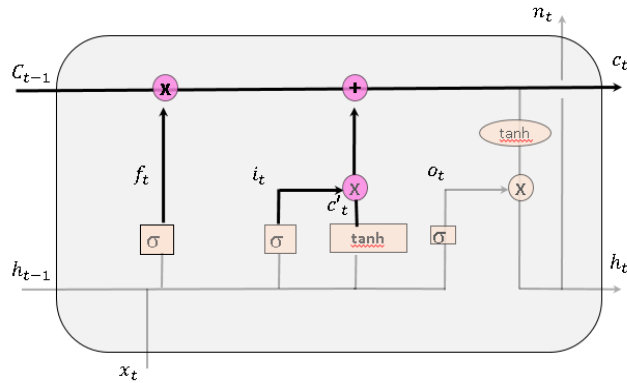 n_t
C_{t-1}
c_t
x
+
tanh
f_t
i_t
x
c'_t
o_t
x
σ
σ
tanh
σ
h_{t-1}
h_t
x_t